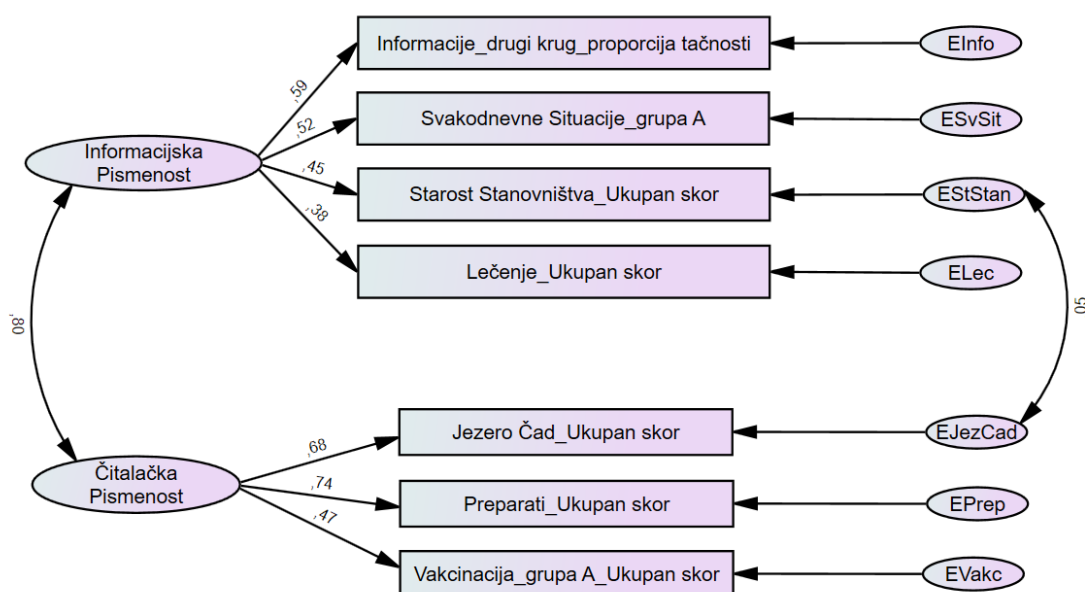 Informacije_drugi krug_proporcija tačnosti
EInfo
,59
Svakodnevne Situacije_grupa A
ESvSit
,52
Informacijska
Pismenost
,45
Starost Stanovništva_Ukupan skor
EStStan
,38
Lečenje_Ukupan skor
ELec
,80
,05
Jezero Čad_Ukupan skor
EJezCad
,68
Čitalačka
Pismenost
,74
Preparati_Ukupan skor
EPrep
,47
Vakcinacija_grupa A_Ukupan skor
EVakc